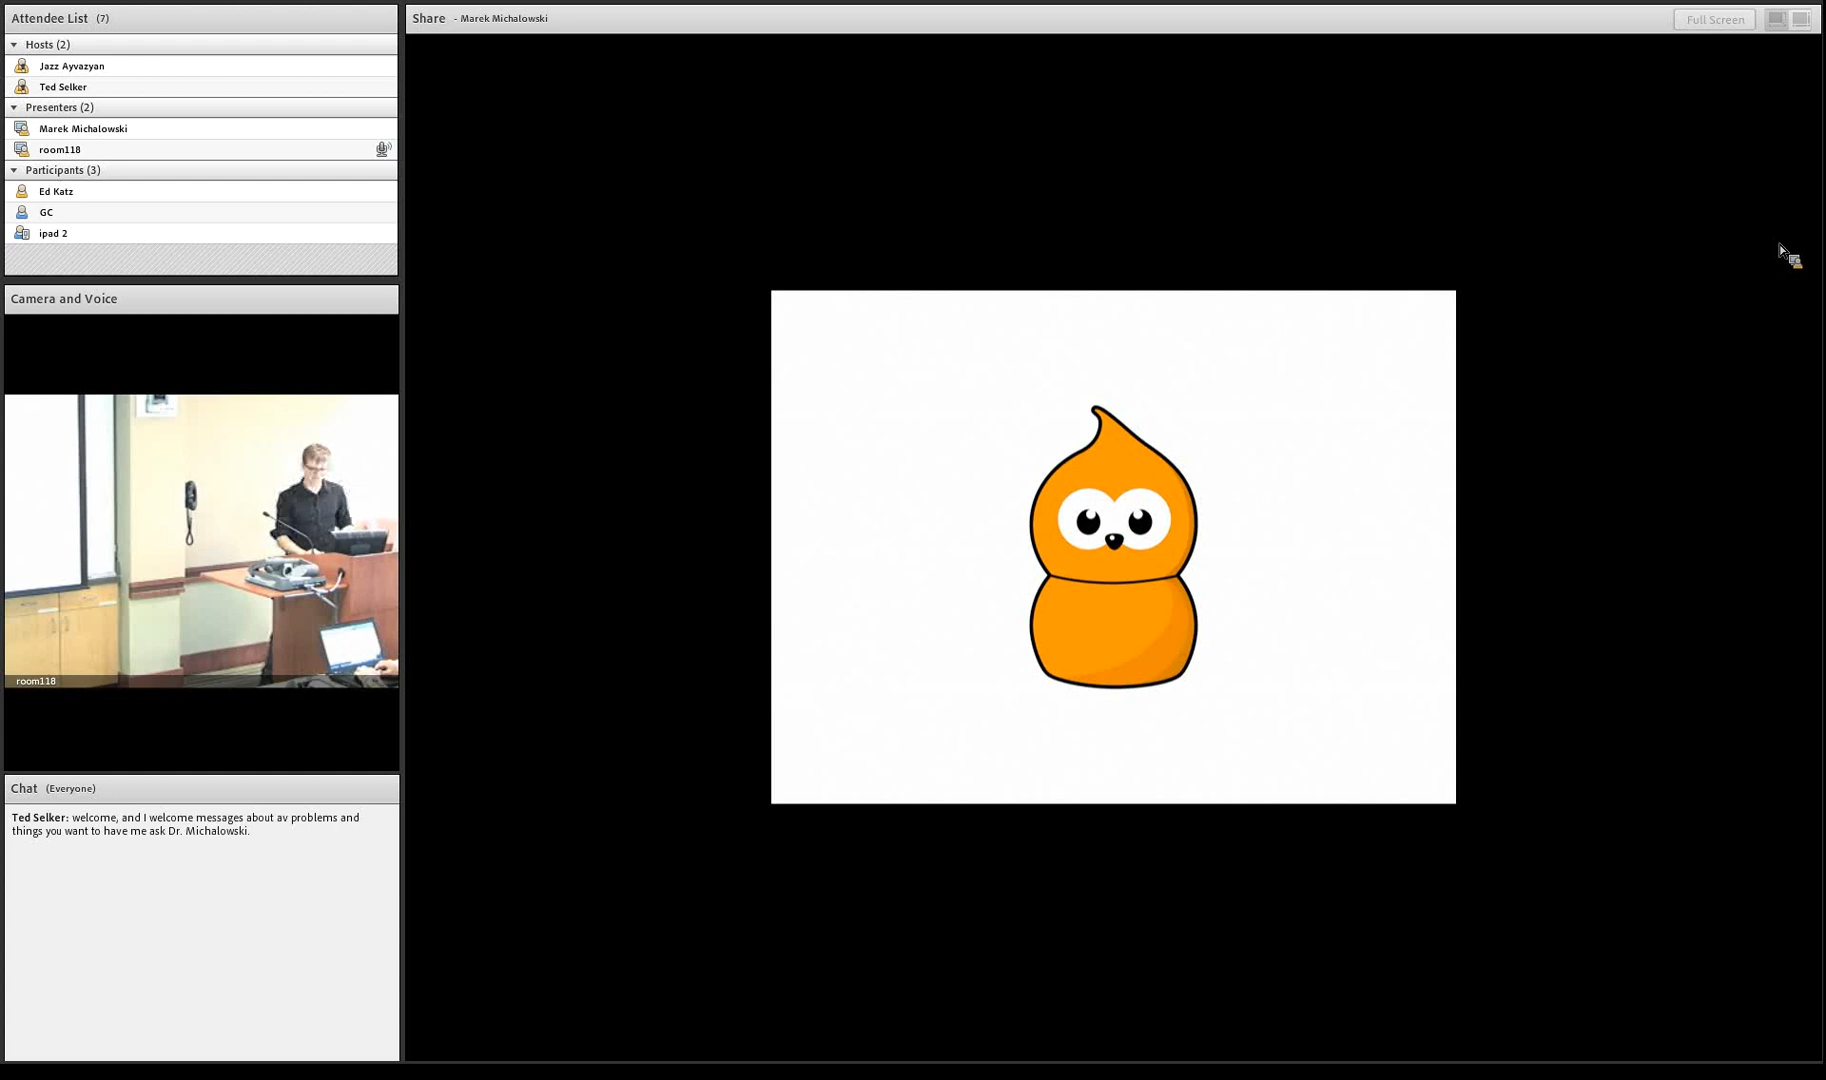 Attendee List (7)
Hosts (2)
Jazz Ayvazyan
Ted Selker
Presenters (2)
Marek Michalowski
room118
Participants (3)
Ed Katz
GC
ipad 2
Camera and Voice
room118
Chat (Everyone)
Ted Selker: welcome, and I welcome messages about av problems and
things you want to have me ask Dr. Michalowski.
Share - Marek Michalowski
Full Screen